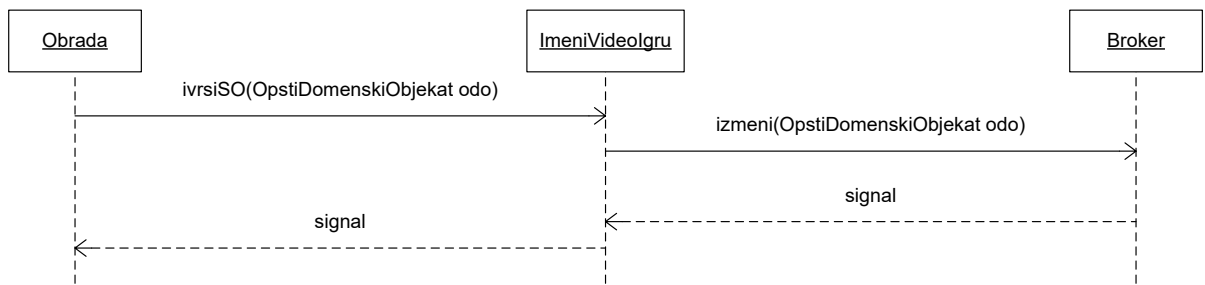 Obrada
ImeniVideoIgru
Broker
ivrsiSO(OpstiDomenskiObjekat odo)
izmeni(OpstiDomenskiObjekat odo)
signal
signal